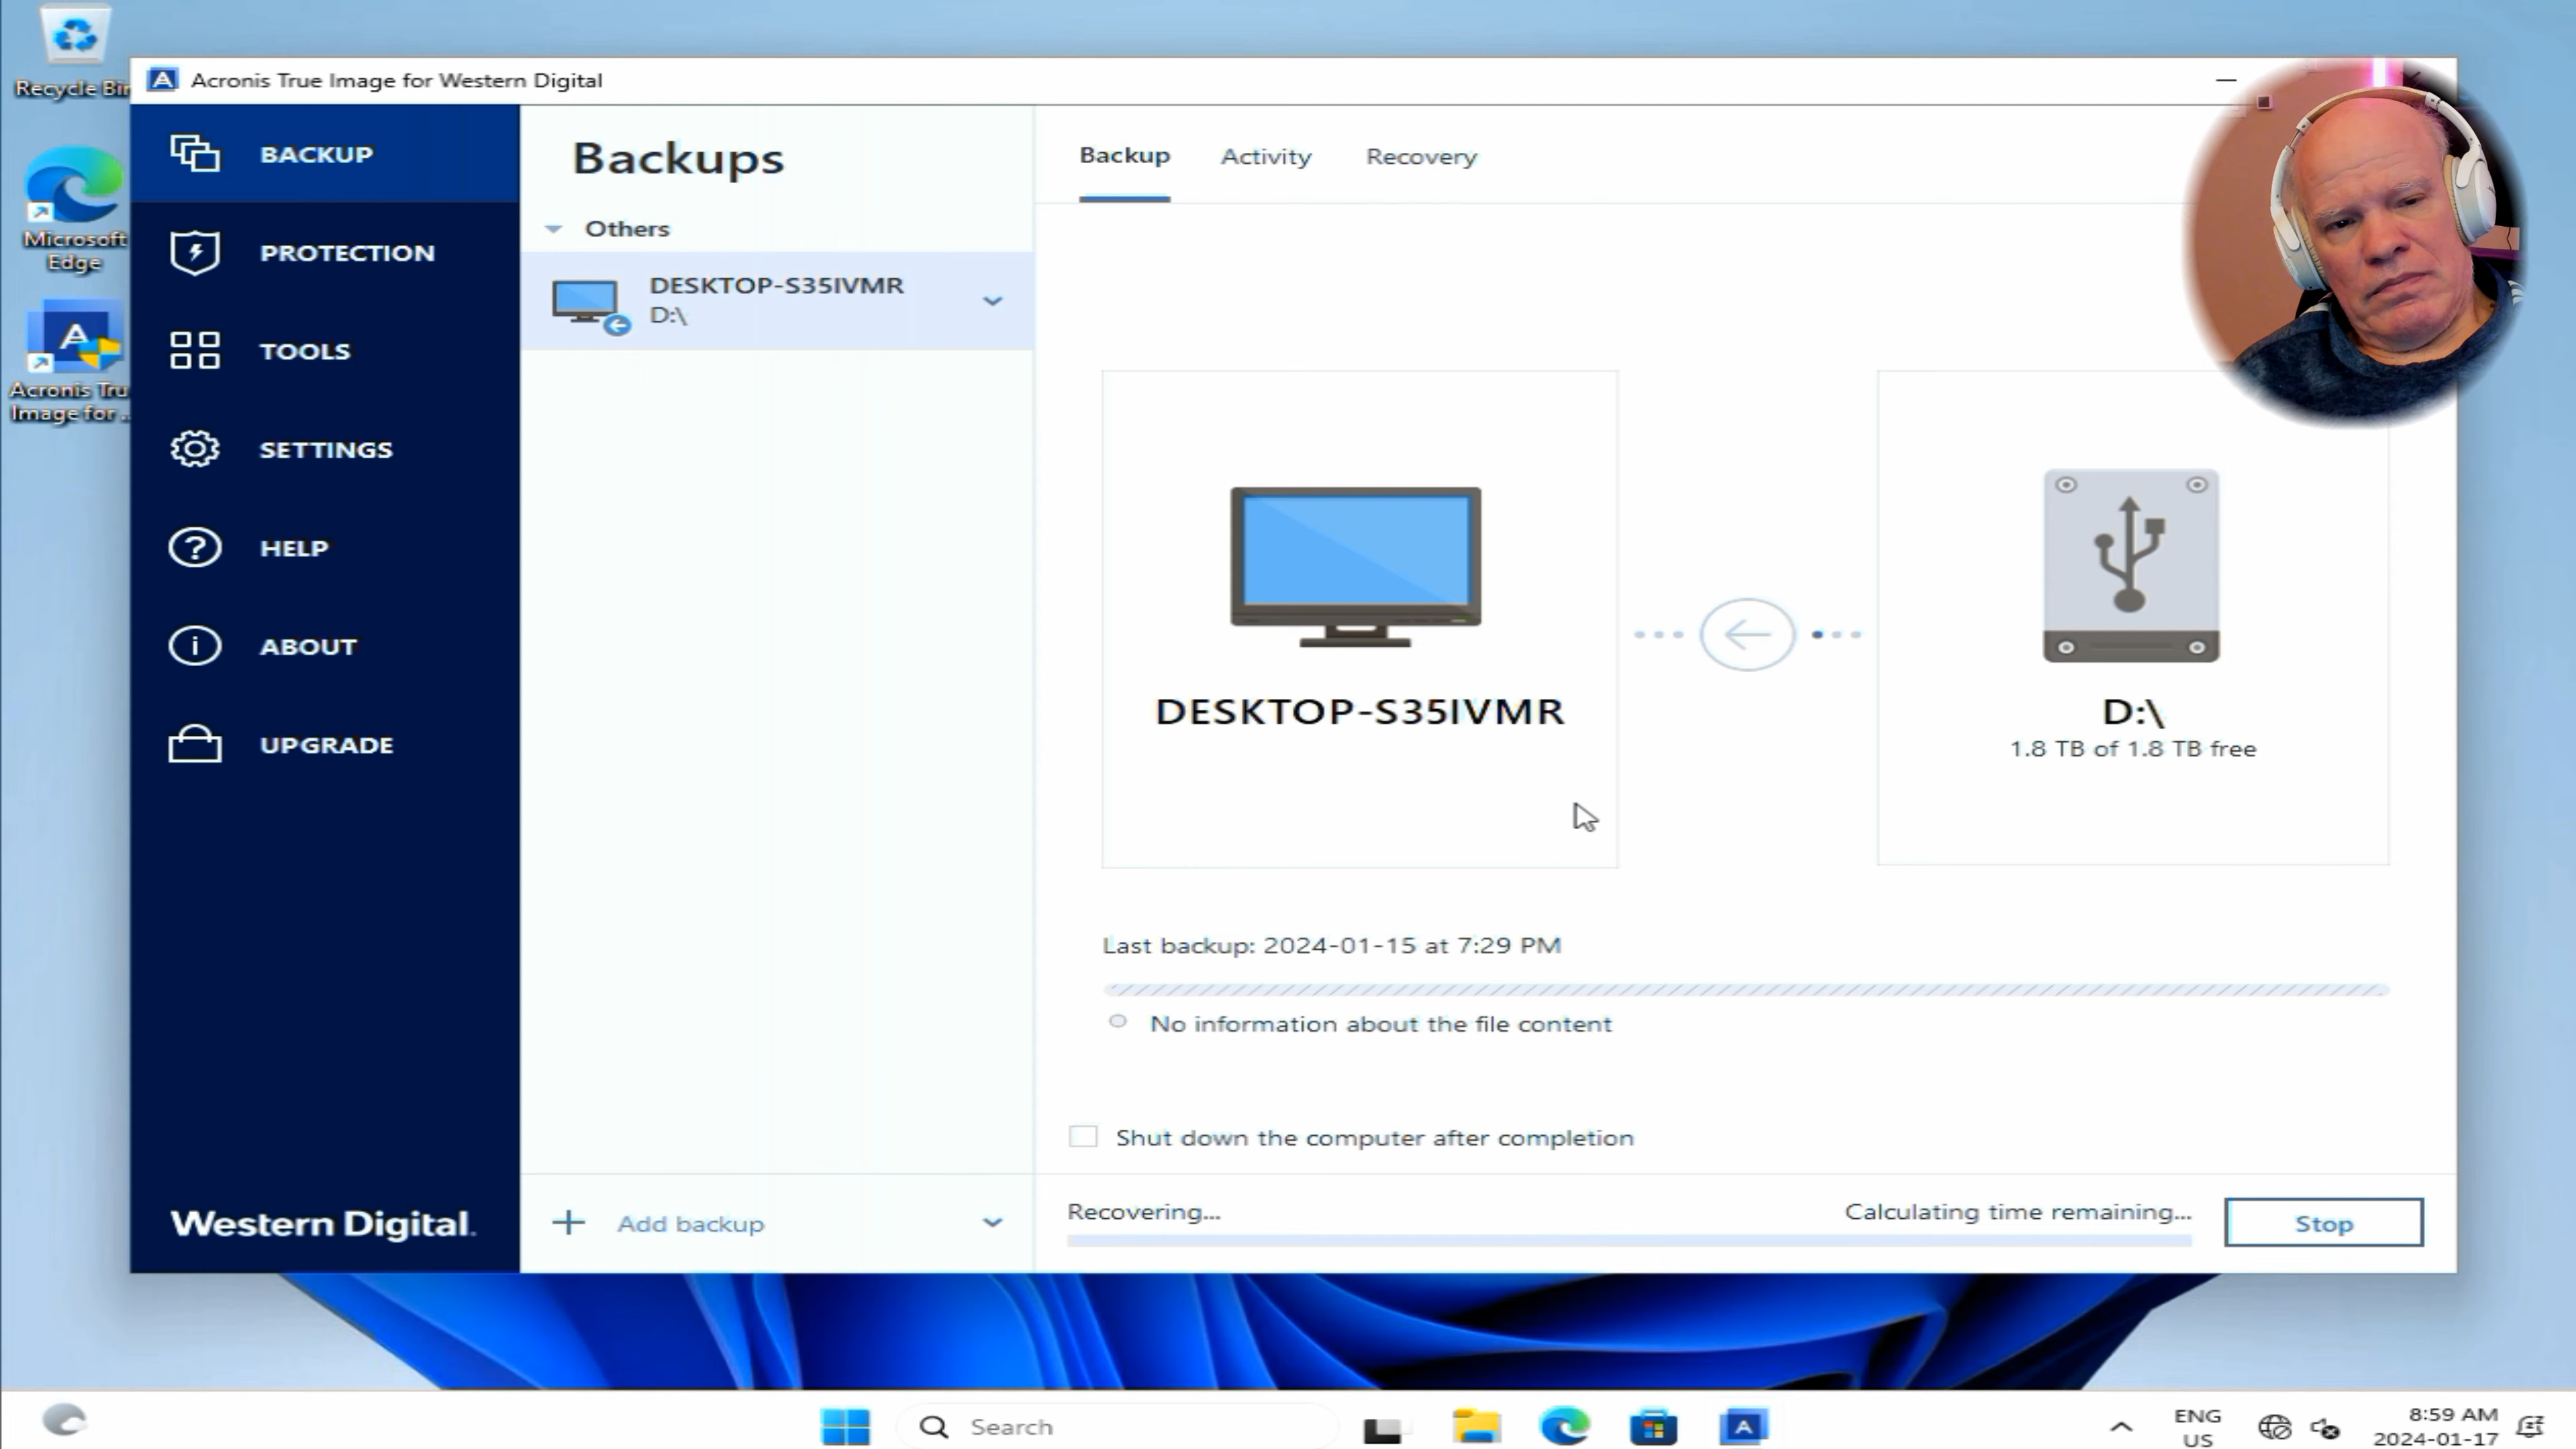 Recycle Bin
Microsoft
Edge
Acronis Tru
Image for ...
Acronis True Image for Western Digital
BACKUP
PROTECTION
TOOLS
SETTINGS
HELP
ABOUT
UPGRADE
Western Digital.
Backups
Others
DESKTOP-S35IVMR
D:\
Add backup
Backup
Activity
Recovery
DESKTOP-S35IVMR
D:\
1.8 TB of 1.8 TB free
Last backup: 2024-01-15 at 7:29 PM
No information about the file content
Shut down the computer after completion
Recovering...
Calculating time remaining...
Stop
Search
ENG
US
8:59 AM
2024-01-17